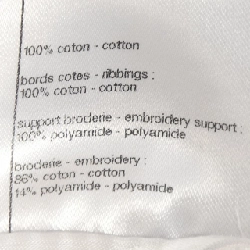 100% coton - cotton
bords cotes - ribbings :
100% coton - cotton
support broderie - embroidery support :
100% polyamide - polyamide
broderie - embroidery :
86% coton - cotton
14% polyamide - polyamide